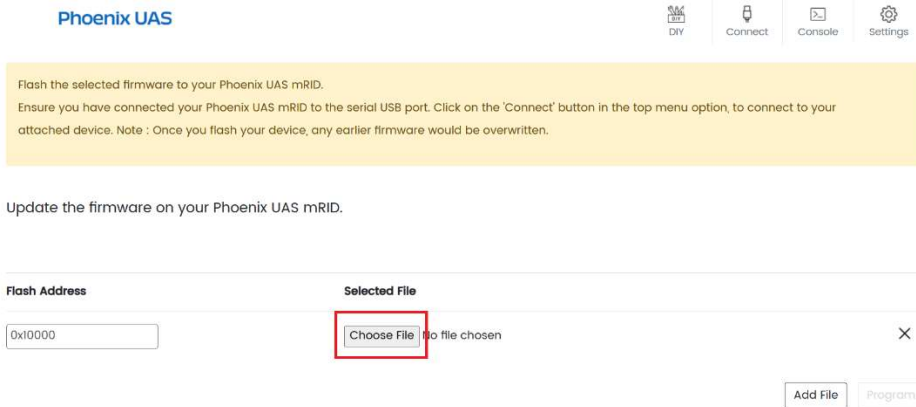 Phoenix UAS
DIY
DIY
Connect
Console
Settings
Flash the selected firmware to your Phoenix UAS mRID.
Ensure you have connected your Phoenix UAS mRID to the serial USB port. Click on the 'Connect' button in the top menu option, to connect to your
attached device. Note : Once you flash your device, any earlier firmware would be overwritten.
Update the firmware on your Phoenix UAS mRID.
Flash Address Selected File
0x10000 Choose File No file chosen
Add File Program